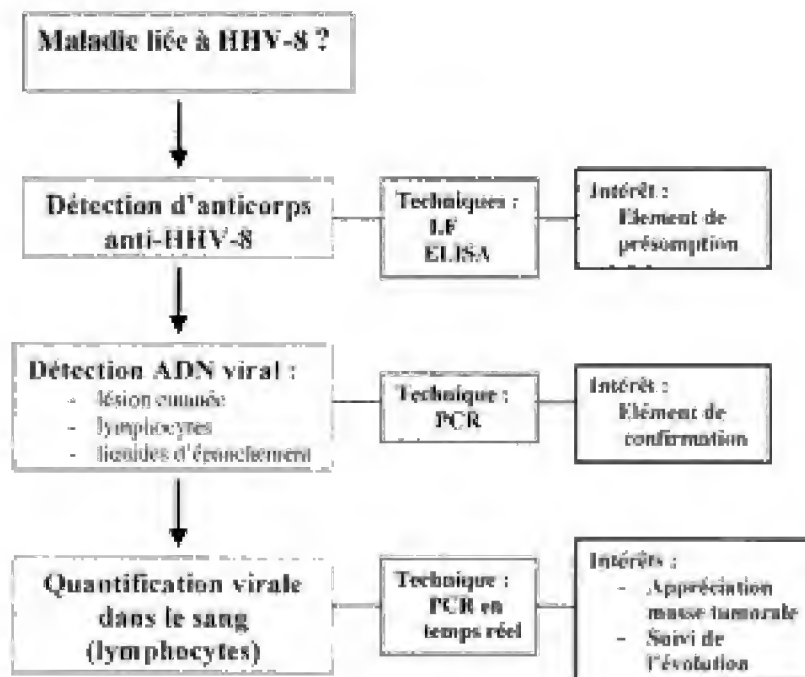 Maladie liée à HHV-8 ?
Détection d'anticorps
anti-HHV-8
Techniques :
I.F
ELISA
Intérêt :
Element de
présomption
Détection ADN viral :
- lésion cutanée
- lymphocytes
- liquides d'épanchement
Technique :
PCR
Intérêt :
Elément de
confirmation
Quantification virale
dans le sang
(lymphocytes)
Technique :
PCR en
temps réel
Intérêts :
- Appréciation
masse tumorale
- Suivi de
l'évolution